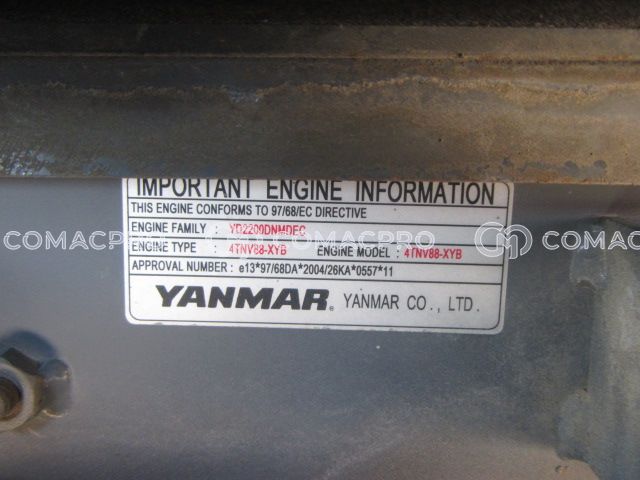 IMPORTANT ENGINE INFORMATION
THIS ENGINE CONFORMS TO 97/68/EC DIRECTIVE
ENGINE FAMILY : YD2200DNMDEC
ENGINE TYPE : 4TNV88-XYB ENGINE MODEL : 4TNV88-XYB
APPROVAL NUMBER : e13*97/68DA*2004/26KA*0557*11
YANMAR® YANMAR CO., LTD.
COMACPRO COMACPRO COMACPRO